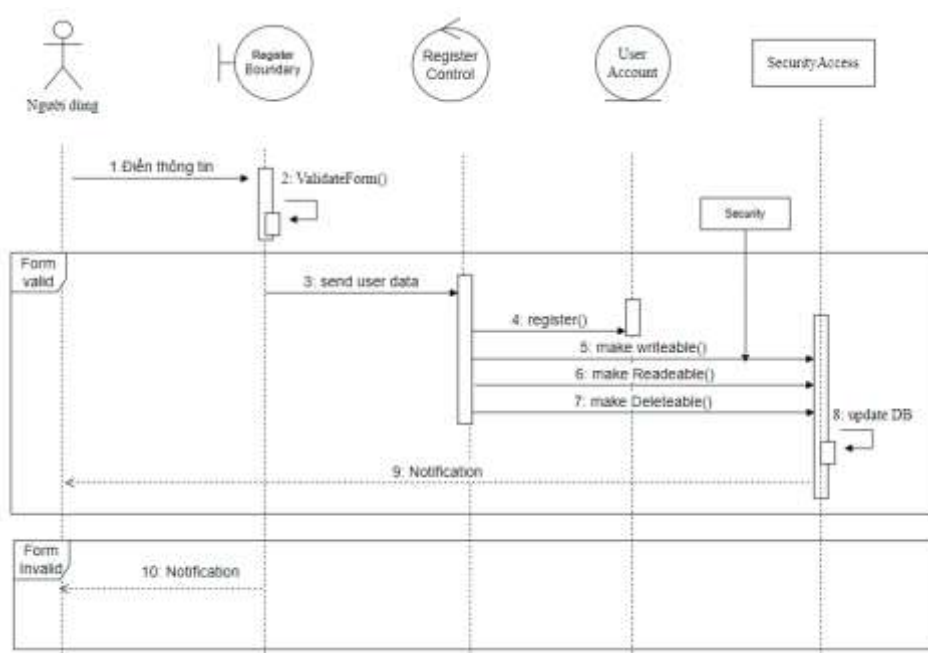 Người dùng
Register
Boundary
Register
Control
User
Account
SecurityAccess
1 Điền thông tin
2: ValidateForm()
Security
Form
valid
3: send user data
4: register()
5: make writeable()
6: make Readeable()
7: make Deleteable()
8: update DB
9: Notification
Form
Invalid
10: Notification